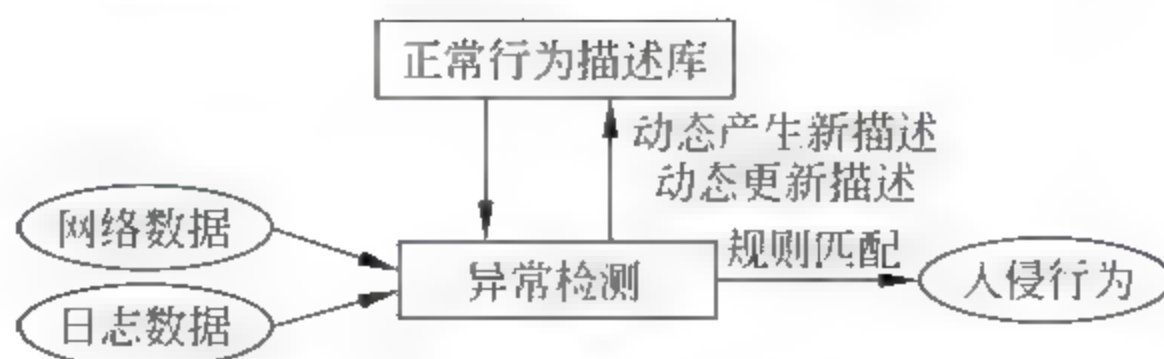 正常行为描述库
动态产生新描述
动态更新描述
网络数据
规则匹配
异常检测
入侵行为
日志数据